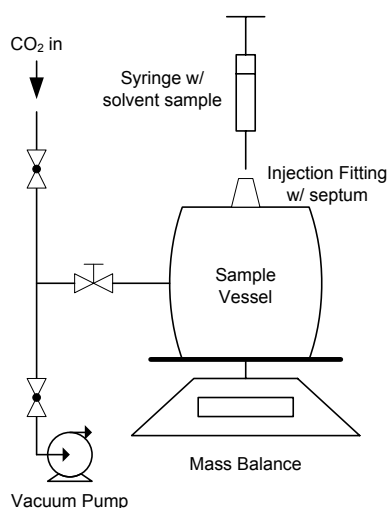 CO2 in
Syringe w/
solvent sample
Injection Fitting
w/ septum
Sample
Vessel
Mass Balance
Vacuum Pump